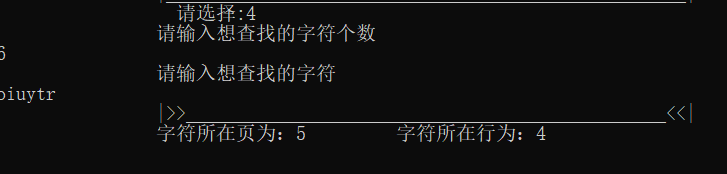 请选择:4
请输入想查找的字符个数
6
请输入想查找的字符
oiuytr
|>>____<<|
字符所在页为: 5 字符所在行为: 4